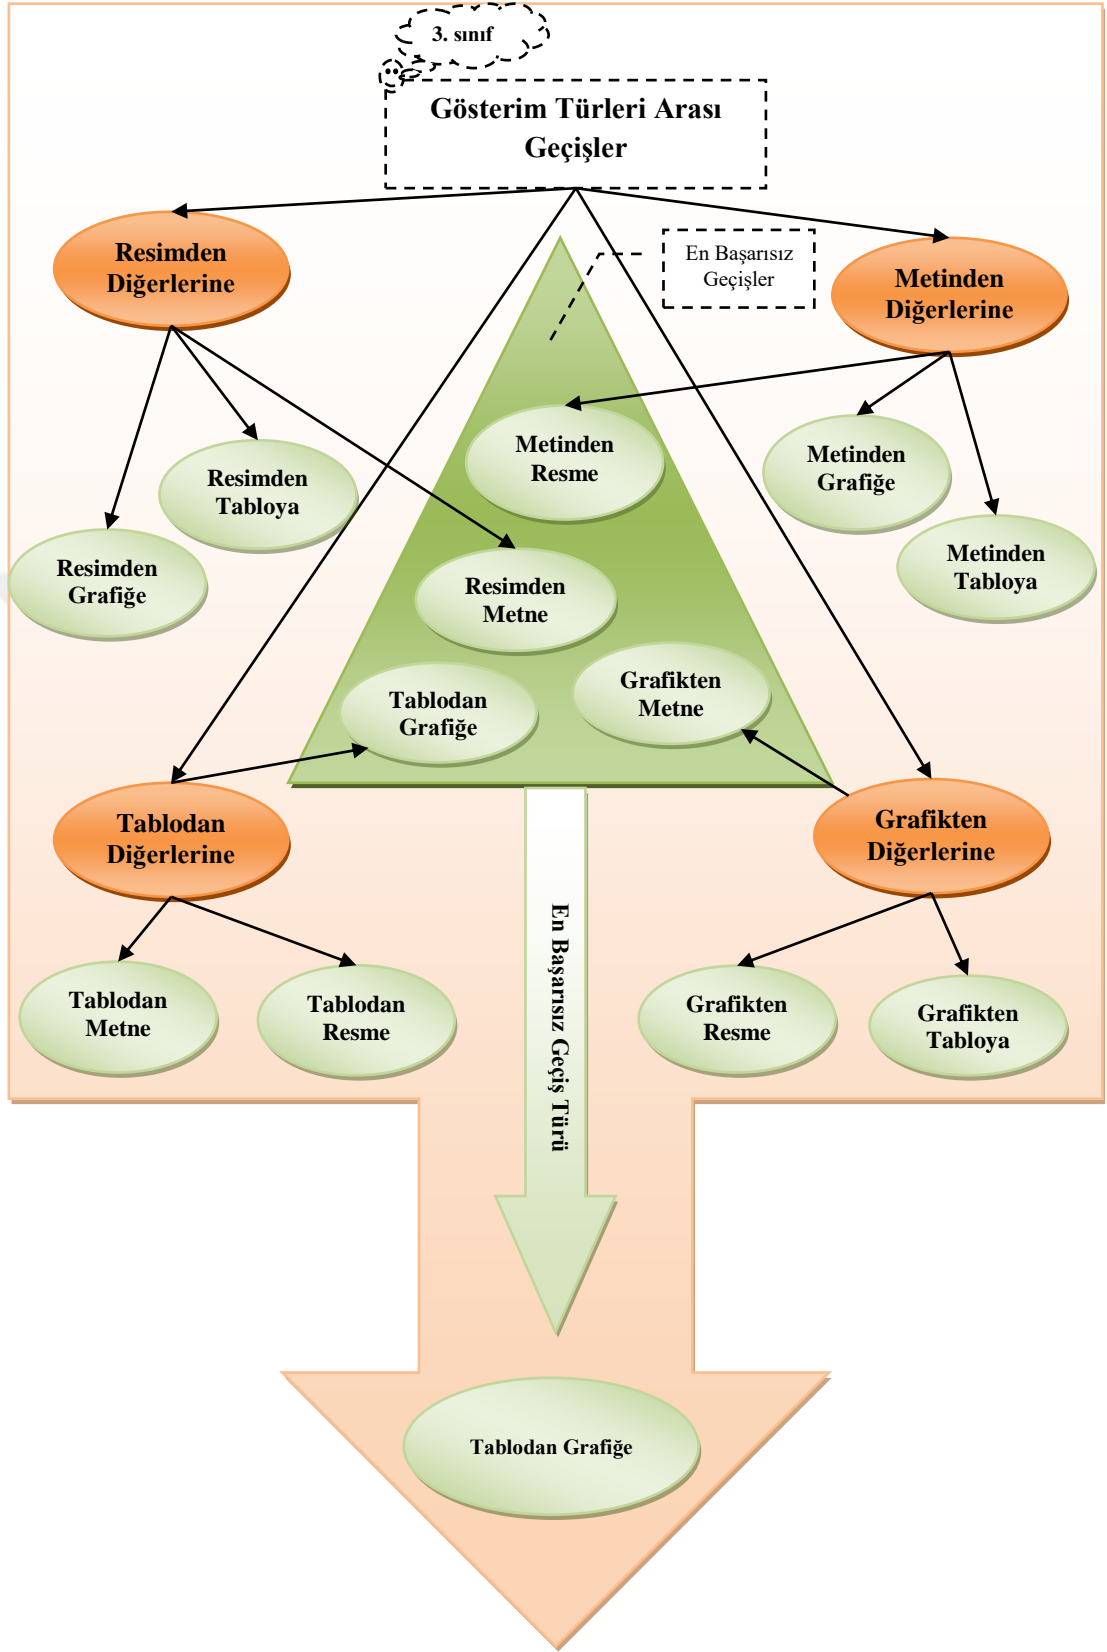 3. sınıf
Gösterim Türleri Arası
Geçişler
Resimden
Diğerlerine
En Başarısız
Geçişler
Metinden
Diğerlerine
Metinden
Resme
Metinden
Grafiğe
Resimden
Tabloya
Metinden
Tabloya
Resimden
Grafiğe
Resimden
Metne
Grafikten
Metne
Tablodan
Grafiğe
Tablodan
Diğerlerine
Grafikten
Diğerlerine
En Başarısız Geçiş Türü
Tablodan
Metne
Tablodan
Resme
Grafikten
Resme
Grafikten
Tabloya
Tablodan Grafiğe